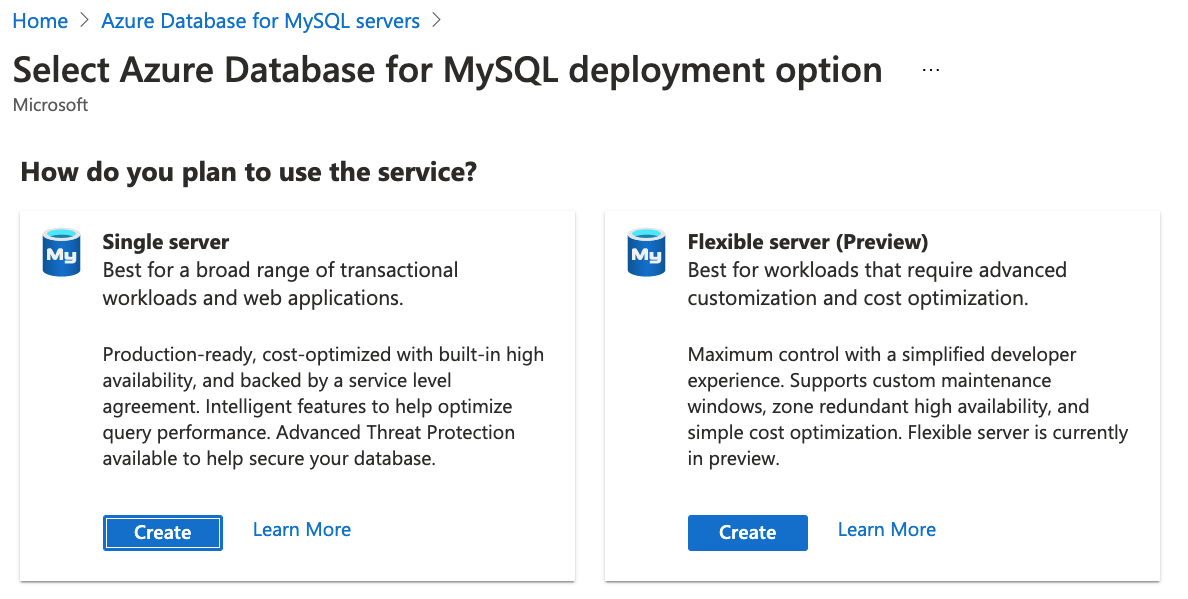 Home > Azure Database for MySQL servers >
Select Azure Database for MySQL deployment option ...
Microsoft
How do you plan to use the service?
My
Single server
Best for a broad range of transactional
workloads and web applications.
Production-ready, cost-optimized with built-in high
availability, and backed by a service level
agreement. Intelligent features to help optimize
query performance. Advanced Threat Protection
available to help secure your database.
Create Learn More
My
Flexible server (Preview)
Best for workloads that require advanced
customization and cost optimization.
Maximum control with a simplified developer
experience. Supports custom maintenance
windows, zone redundant high availability, and
simple cost optimization. Flexible server is currently
in preview.
Create Learn More